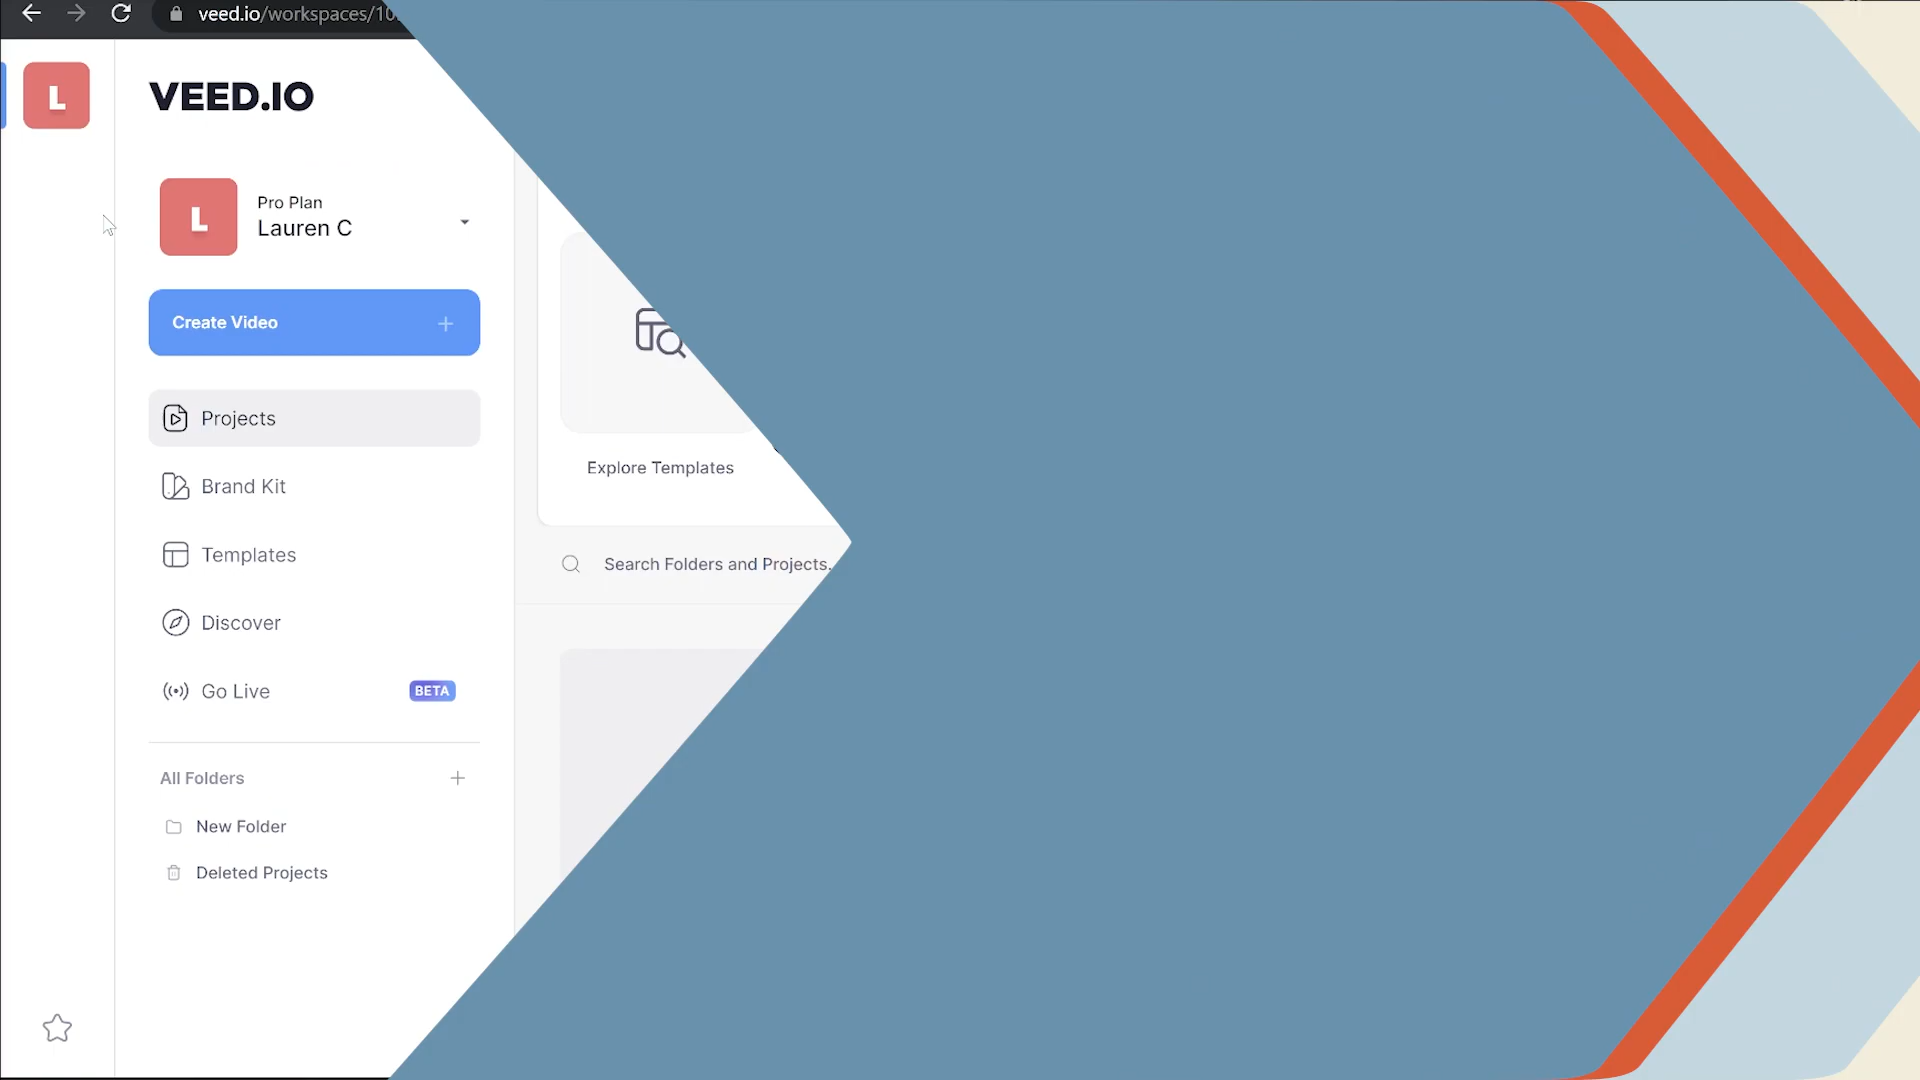 veed.io/workspaces/10
L
VEED.IO
L
Pro Plan
Lauren C
Create Video
Projects
Brand Kit
Templates
Discover
Go Live
BETA
All Folders
New Folder
Deleted Projects
Explore Templates
Search Folders and Projects.